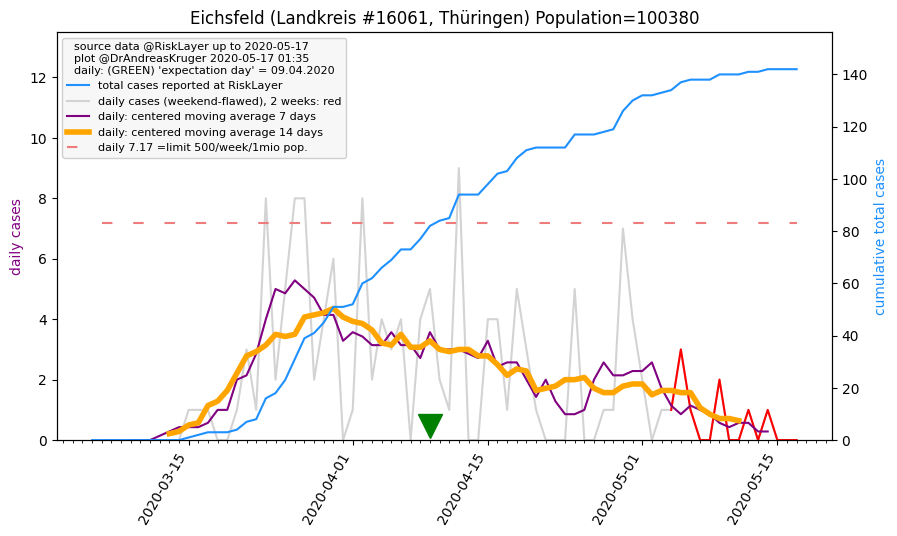 Eichsfeld (Landkreis #16061, Thüringen) Population=100380
source data @RiskLayer up to 2020-05-17
plot @DrAndreasKruger 2020-05-17 01:35
daily: (GREEN) 'expectation day' = 09.04.2020
total cases reported at RiskLayer
daily cases (weekend-flawed), 2 weeks: red
daily: centered moving average 7 days
daily: centered moving average 14 days
daily 7.17 =limit 500/week/1mio pop.
daily cases
12
10
8
6
4
2
0
140
120
100
80
60
40
20
0
cumulative total cases
2020-03-15
2020-04-01
2020-04-15
2020-05-01
2020-05-15